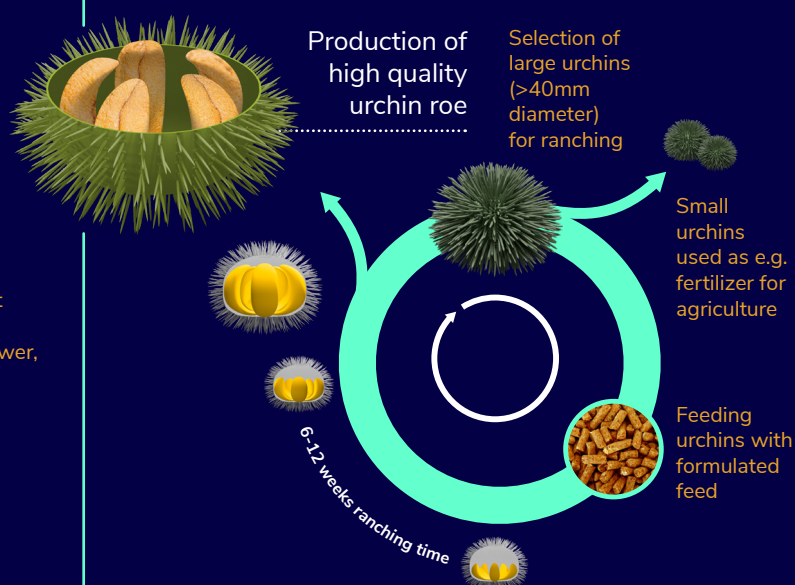 Production of
high quality
urchin roe
Selection of
large urchins
(>40mm
diameter)
for ranching
Small
urchins
used as e.g.
fertilizer for
agriculture
Feeding
urchins with
formulated
feed
6-12 weeks ranching time